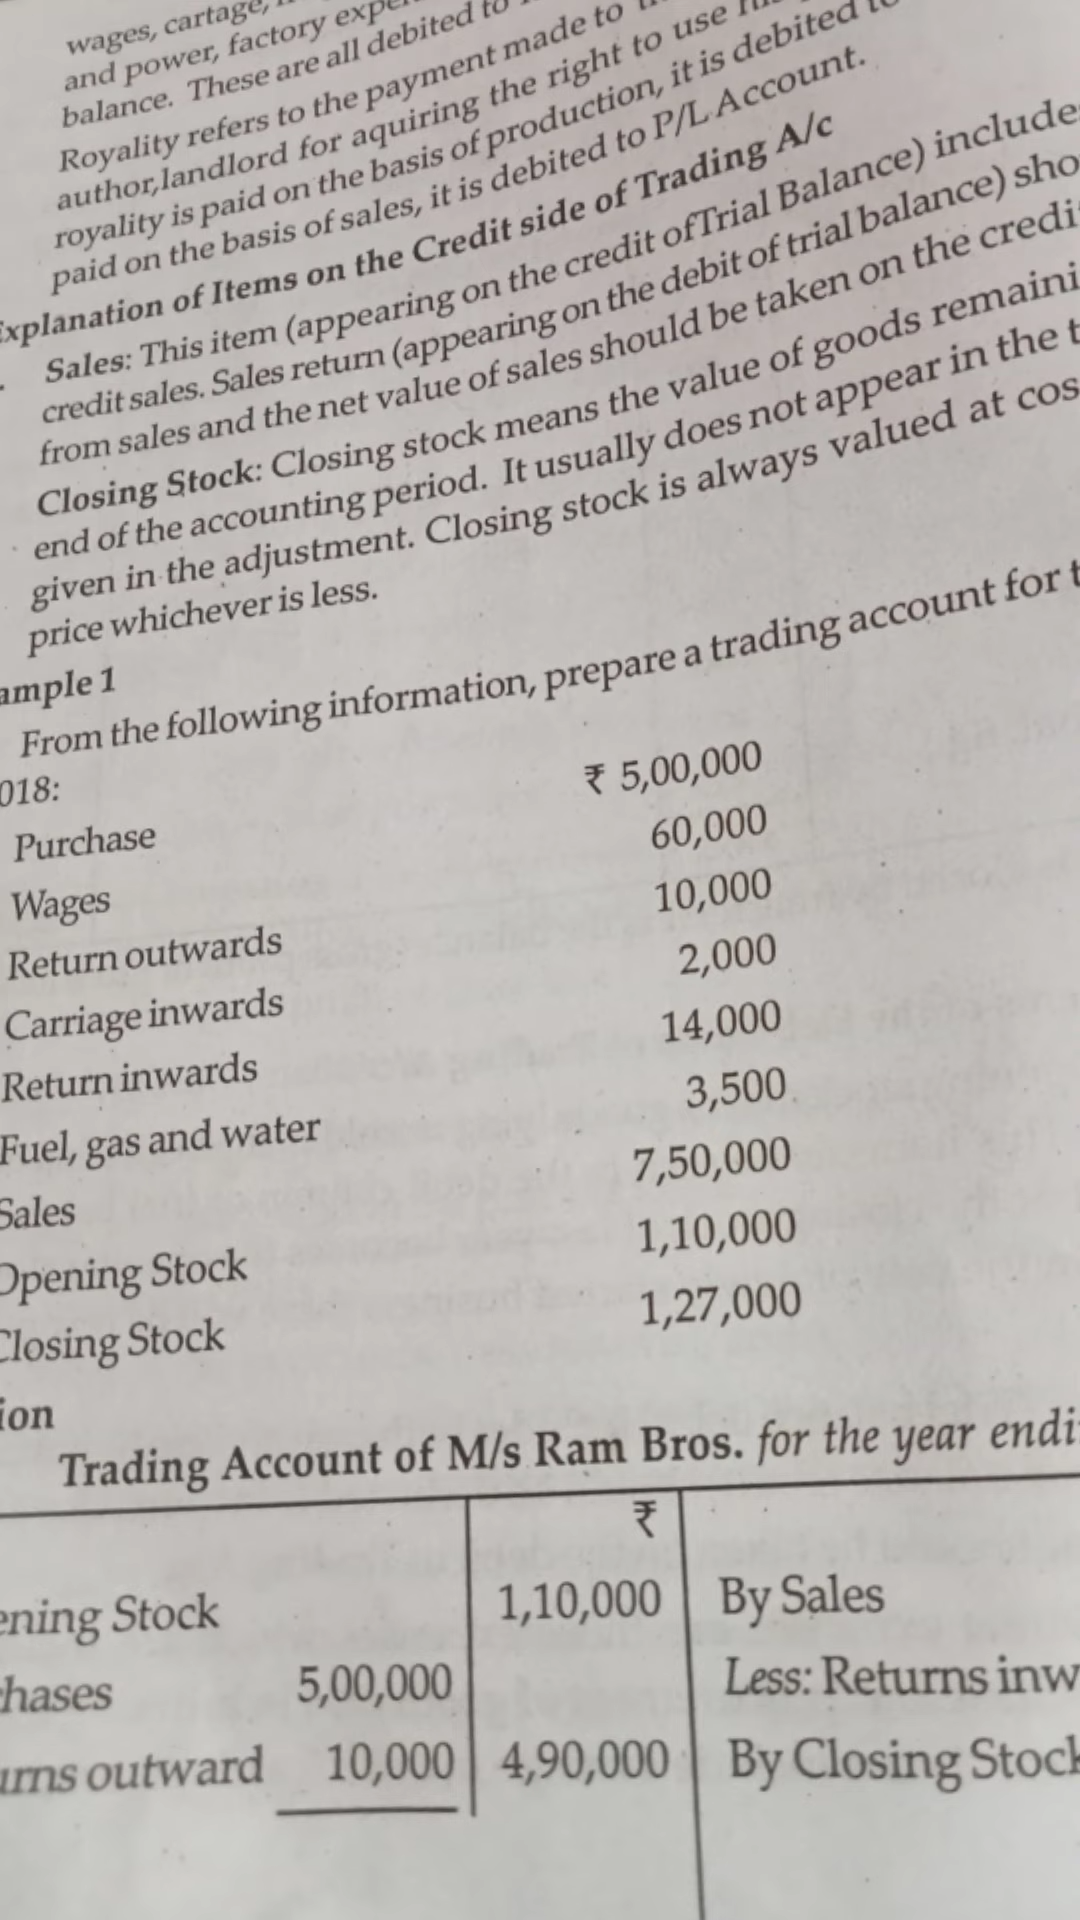 wages, cartage,
and power, factory
balance. These are all debited to
Royality refers to the payment made to
author, landlord for aquiring the right to use
royality is paid on the basis of production, it is debited
paid on the basis of sales, it is debited to P/L Account.
Explanation of Items on the Credit side of Trading A/c
Sales: This item (appearing on the credit of Trial Balance) includes
credit sales. Sales return (appearing on the debit of trial balance) sho
from sales and the net value of sales should be taken on the credi
Closing Stock: Closing stock means the value of goods remaini
end of the accounting period. It usually does not appear in the t
given in the adjustment. Closing stock is always valued at cos
price whichever is less.
ample 1
From the following information, prepare a trading account for t
018:
Purchase ₹ 5,00,000
Wages 60,000
Return outwards 10,000
Carriage inwards 2,000
Return inwards 14,000
Fuel, gas and water 3,500
Sales 7,50,000
Opening Stock 1,10,000
Closing Stock 1,27,000
ion
Trading Account of M/s Ram Bros. for the year endi
₹
ening Stock 1,10,000 By Sales
chases 5,00,000 Less: Returns inw
urns outward 10,000 4,90,000 By Closing Stock